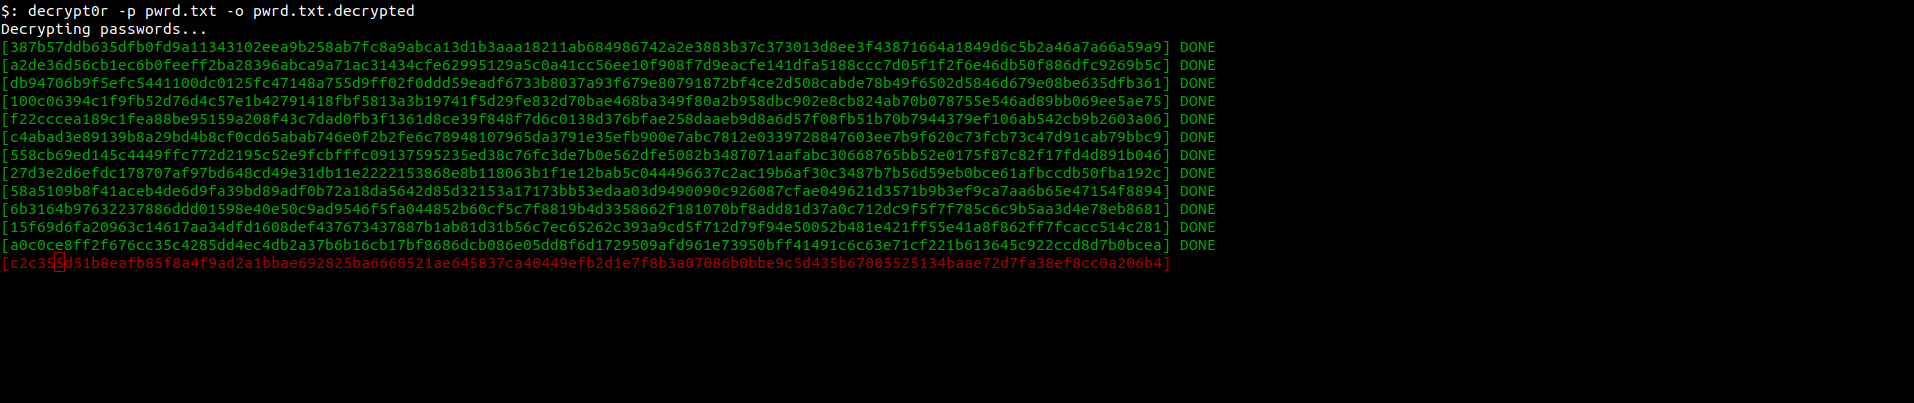 $: decrypt0r -p pwrd.txt -o pwrd.txt.decrypted
Decrypting passwords...
[387b57ddb635dfb0fd9a11343102eea9b258ab7fc8a9abca13d1b3aaa18211ab684986742a2e3883b37c373013d8ee3f43871664a1849d6c5b2a46a7a66a59a9] DONE
[a2de36d56cb1ec6b0feeff2ba28396abca9a71ac31434cfe62995129a5c0a41cc56ee10f908f7d9eacfe141dfa5188ccc7d05f1f2f6e46db50f886dfc9269b5c] DONE
[db94706b9f5efc5441100dc0125fc47148a755d9ff02f0ddd59eadf6733b8037a93f679e80791872bf4ce2d508cabde78b49f6502d5846d679e08be635dfb361] DONE
[100c06394c1f9fb52d76d4c57e1b42791418fbf5813a3b19741f5d29fe832d70bae468ba349f80a2b958dbc902e8cb824ab70b078755e546ad89bb069ee5ae75] DONE
[f22cccea189c1fea88be95159a208f43c7dad0fb3f1361d8ce39f848f7d6c0138d376bfae258daaeb9d8a6d57f08fb51b70b7944379ef106ab542cb9b2603a06] DONE
[c4abad3e89139b8a29bd4b8cf0cd65abab746e0f2b2fe6c78948107965da3791e35efb900e7abc7812e0339728847603ee7b9f620c73fcb73c47d91cab79bbc9] DONE
[558cb69ed145c4449ffc772d2195c52e9fcbfffc09137595235ed38c76fc3de7b0e562dfe5082b3487071aafabc30668765bb52e0175f87c82f17fd4d891b046] DONE
[27d3e2d6efdc178707af97bd648cd49e31db11e2222153868e8b118063b1f1e12bab5c044496637c2ac19b6af30c3487b7b56d59eb0bce61afbccdb50fba192c] DONE
[58a5109b8f41aceb4de6d9fa39bd89adf0b72a18da5642d85d32153a17173bb53edaa03d9490090c926087cfae049621d3571b9b3ef9ca7aa6b65e47154f8894] DONE
[6b3164b97632237886ddd01598e40e50c9ad9546f5fa044852b60cf5c7f8819b4d3358662f181070bf8add81d37a0c712dc9f5f7f785c6c9b5aa3d4e78eb8681] DONE
[15f69d6fa20963c14617aa34dfd1608def437673437887b1ab81d31b56c7ec65262c393a9cd5f712d79f94e50052b481e421ff55e41a8f862ff7fcacc514c281] DONE
[a0c0ce8ff2f676cc35c4285dd4ec4db2a37b6b16cb17bf8686dcb086e05dd8f6d1729509afd961e73950bff41491c6c63e71cf221b613645c922ccd8d7b0bcea] DONE
[c2c355d51b8eafb85f8a4f9ad2a1bbae692825ba6660521ae645837ca40449efb2d1e7f8b3a07086b0bbe9c5d435b67005525134baae72d7fa38ef8cc0a206b4]